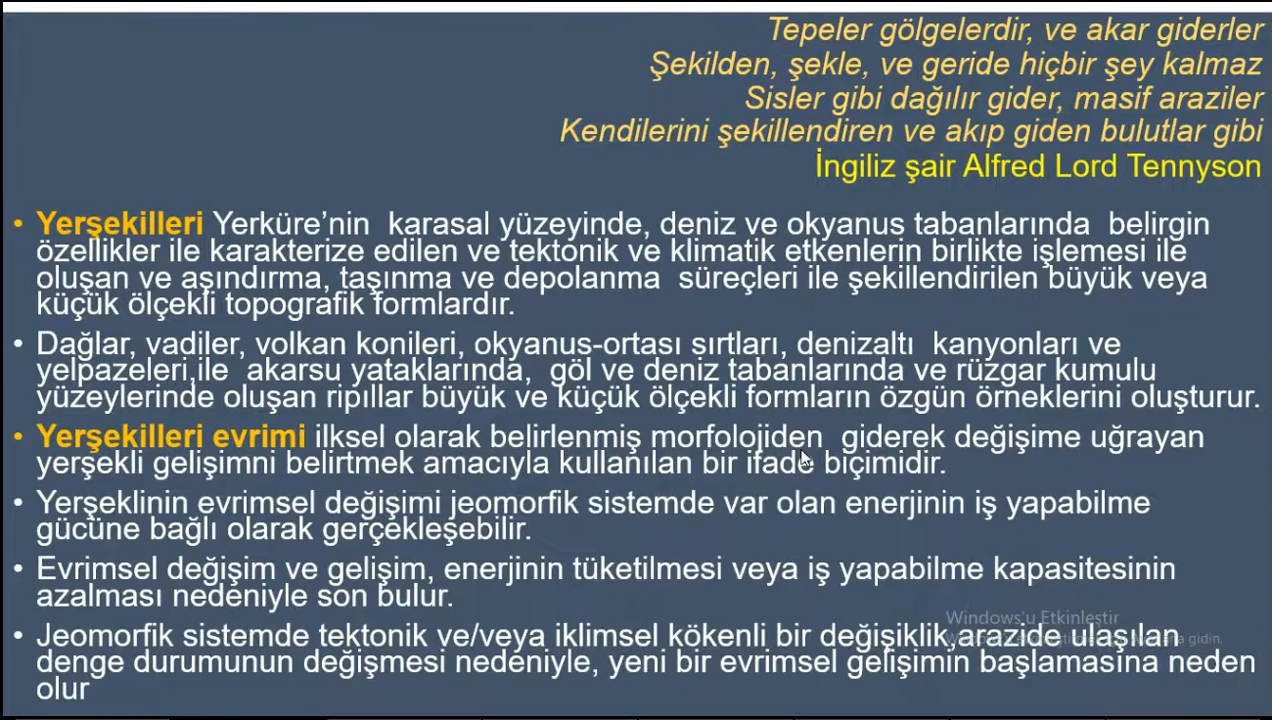 Tepeler gölgelerdir, ve akar giderler
Şekilden, şekle, ve geride hiçbir şey kalmaz
Sisler gibi dağılır gider, masif araziler
Kendilerini şekillendiren ve akıp giden bulutlar gibi
İngiliz şair Alfred Lord Tennyson
• Yerşekilleri Yerküre’nin karasal yüzeyinde, deniz ve okyanus tabanlarında belirgin
özellikler ile karakterize edilen ve tektonik ve klimatik etkenlerin birlikte işlemesi ile
oluşan ve aşındırma, taşınma ve depolanma süreçleri ile şekillendirilen büyük veya
küçük ölçekli topografik formlardır.
• Dağlar, vadiler, volkan konileri, okyanus-ortası sırtları, denizaltı kanyonları ve
yelpazeleri,ile akarsu yataklarında, göl ve deniz tabanlarında ve rüzgar kumulu
yüzeylerinde oluşan ripıllar büyük ve küçük ölçekli formların özgün örneklerini oluşturur.
• Yerşekilleri evrimi ilksel olarak belirlenmiş morfolojiden giderek değişime uğrayan
yerşekli gelişimni belirtmek amacıyla kullanılan bir ifade biçimidir.
• Yerşeklinin evrimsel değişimi jeomorfik sistemde var olan enerjinin iş yapabilme
gücüne bağlı olarak gerçekleşebilir.
• Evrimsel değişim ve gelişim, enerjinin tüketilmesi veya iş yapabilme kapasitesinin
azalması nedeniyle son bulur.
Windows'u Etkinleştir
• Jeomorfik sistemde tektonik ve/veya iklimsel kökenli bir değişiklik,arazide ulaşılan
gidin.
denge durumunun değişmesi nedeniyle, yeni bir evrimsel gelişimin başlamasına neden
olur